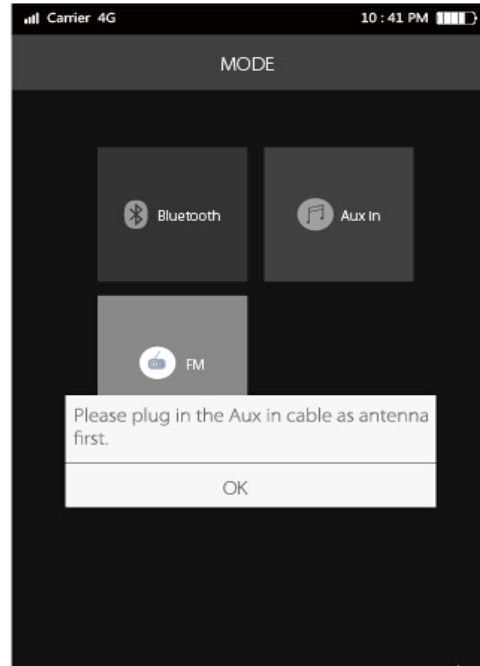 Carrier 4G 10 : 41 PM
MODE
Bluetooth Aux in
FM
Please plug in the Aux in cable as antenna
first.
OK